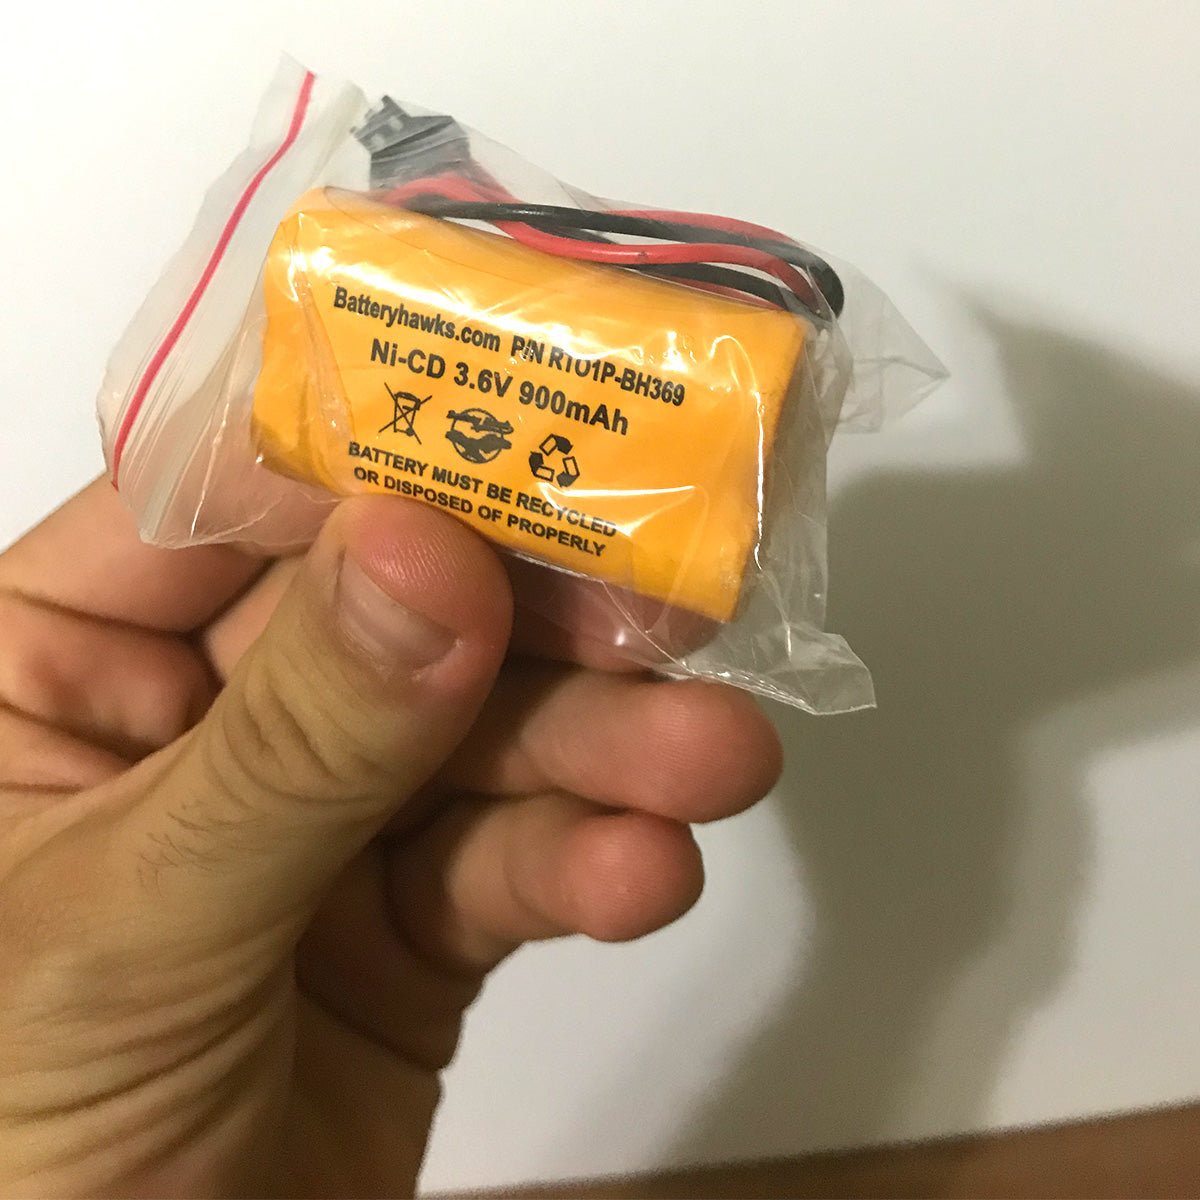 Batteryhawks.com P/N R1O1P-BH369
Ni-CD 3.6V 900mAh
BATTERY MUST BE RECYCLED
OR DISPOSED OF PROPERLY